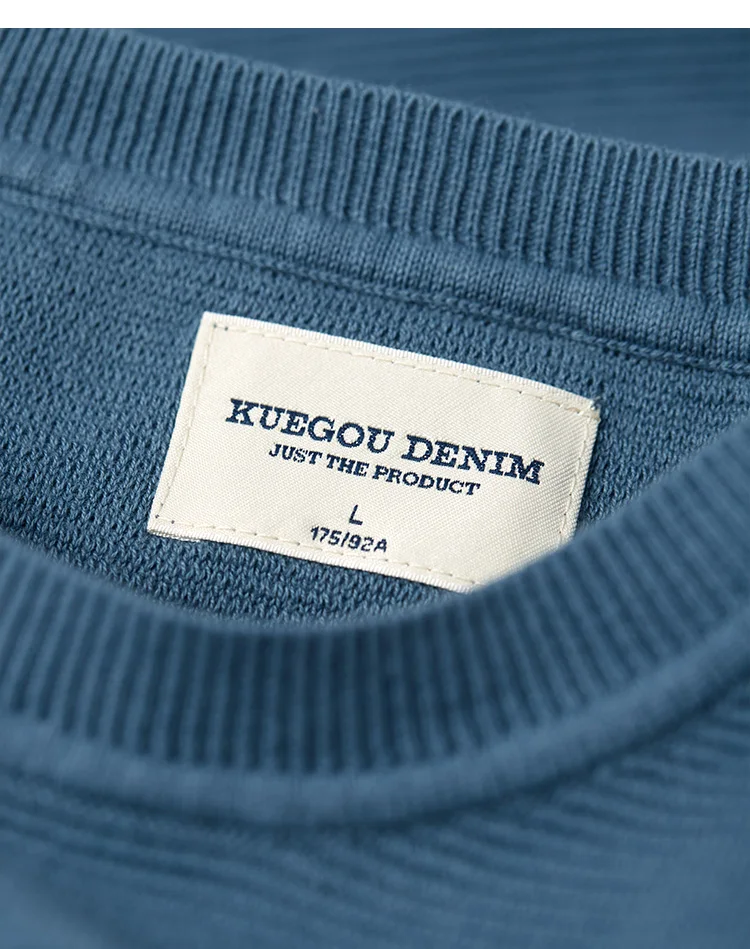 KUEGOU DENIM
JUST THE PRODUCT
L
175/92A